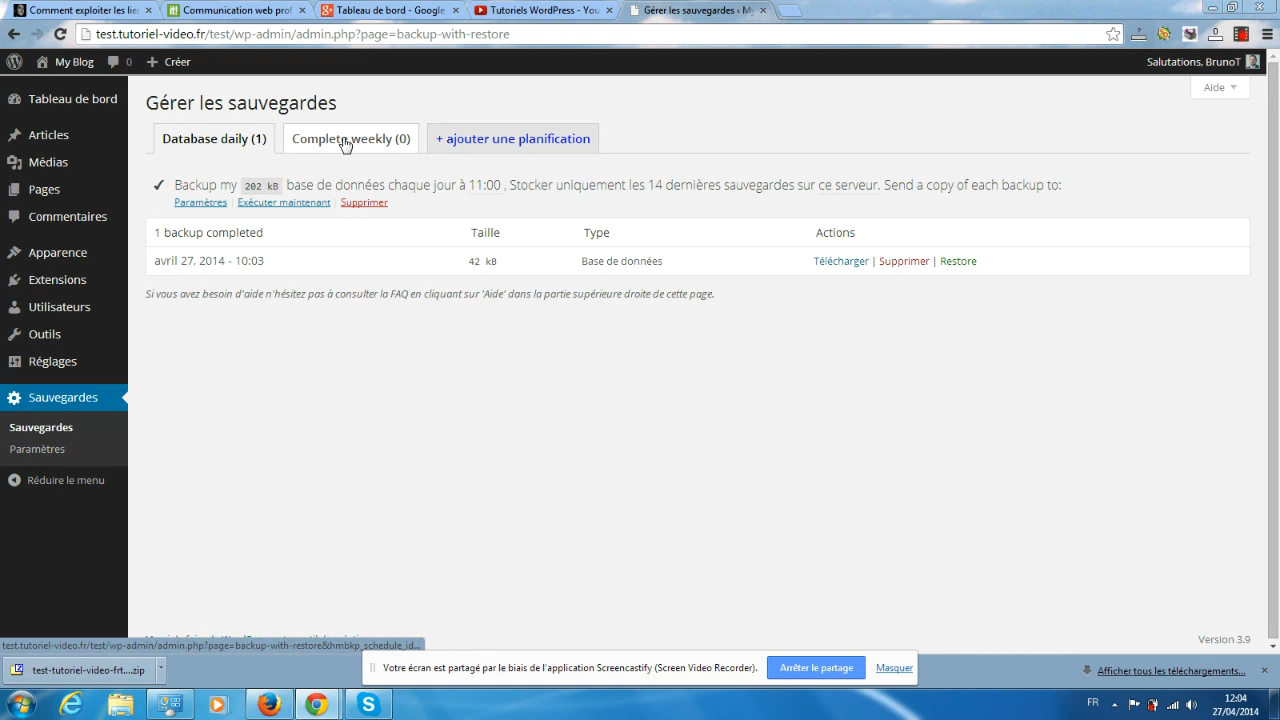 Comment exploiter les lie
Communication web prof
Tableau de bord - Google
Tutoriels WordPress - You
Gérer les sauvegardes ‹ My
test.tutoriel-video.fr/test/wp-admin/admin.php?page=backup-with-restore
My Blog
0
Créer
Salutations, BrunoT
Aide
Tableau de bord
Articles
Médias
Pages
Commentaires
Apparence
Extensions
Utilisateurs
Outils
Réglages
Sauvegardes
Sauvegardes
Paramètres
Réduire le menu
Gérer les sauvegardes
Database daily (1)
Complete weekly (0)
+ ajouter une planification
Backup my 202 kB base de données chaque jour à 11:00 , Stocker uniquement les 14 dernières sauvegardes sur ce serveur. Send a copy of each backup to:
Paramètres | Exécuter maintenant | Supprimer
1 backup completed Taille Type Actions
avril 27, 2014 - 10:03 42 kB Base de données Télécharger | Supprimer | Restore
Si vous avez besoin d'aide n'hésitez pas à consulter la FAQ en cliquant sur 'Aide' dans la partie supérieure droite de cette page.
Version 3.9
test.tutoriel-video.fr/test/wp-admin/admin.php?page=backup-with-restore&hmbkp_schedule_id...
test-tutoriel-video-frt....zip
Votre écran est partagé par le biais de l'application Screencastify (Screen Video Recorder).
Arrêter le partage
Masquer
Afficher tous les téléchargements...
FR
12:04
27/04/2014